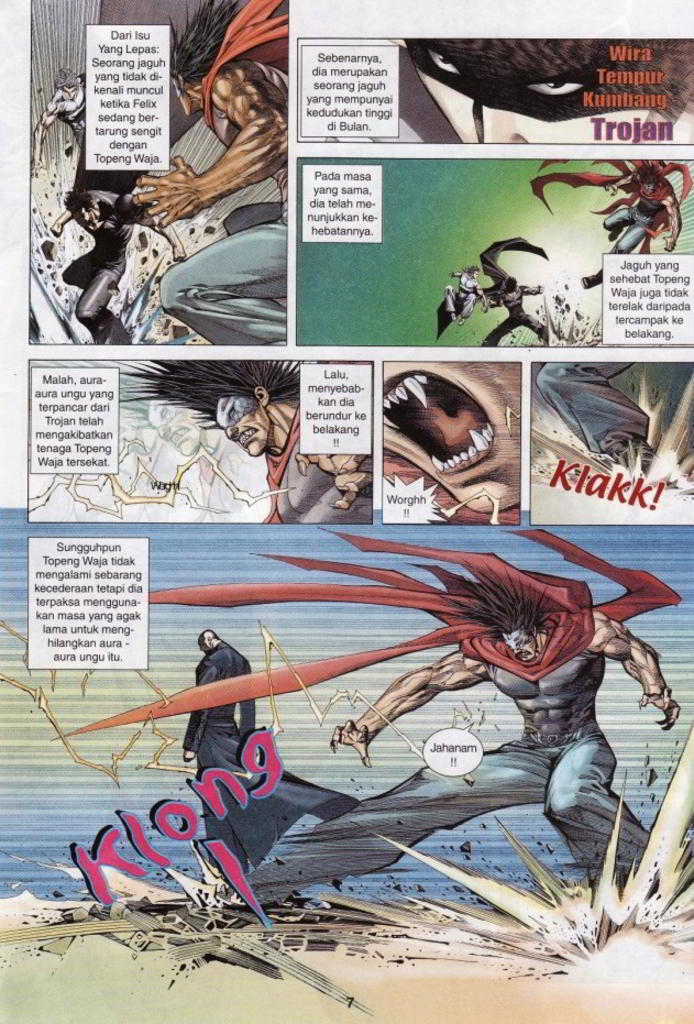 Dari Isu
Yang Lepas:
Seorang jaguh
yang tidak di-
kenali muncul
ketika Felix
sedang ber-
tarung sengit
dengan
Topeng Waja.
Sebenarnya,
dia merupakan
seorang jaguh
yang mempunyai
kedudukan tinggi
di Bulan.
Wira
Tempur
Kumbang
Trojan
Pada masa
yang sama,
dia telah me-
nunjukkan ke-
hebatannya.
Jaguh yang
sehebat Topeng
Waja juga tidak
terelak daripada
tercampak ke
belakang.
Malah, aura-
aura ungu yang
terpancar dari
Trojan telah
mengakibatkan
tenaga Topeng
Waja tersekat.
Lalu,
menyebab-
kan dia
berundur ke
belakang
!!
Worghh
!!
Klakk!
Sungguhpun
Topeng Waja tidak
mengalami sebarang
kecederaan tetapi dia
terpaksa mengguna-
kan masa yang agak
lama untuk meng-
hilangkan aura -
aura ungu itu.
Jahanam
!!
Klong
!
7